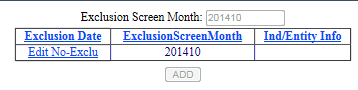 Exclusion Screen Month: 201410
Exclusion Date ExclusionScreenMonth Ind/Entity Info
Edit No-Exclu 201410
ADD